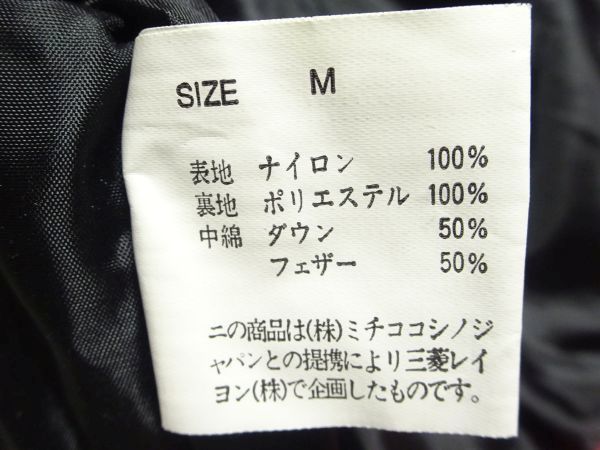 SIZE M
表地 ナイロン 100%
裏地 ポリエステル 100%
中綿 ダウン 50%
フェザー 50%
ニの商品は(株)ミチココシノジ
ャパンとの提携により三菱レイ
ヨン(株)で企画したものです。